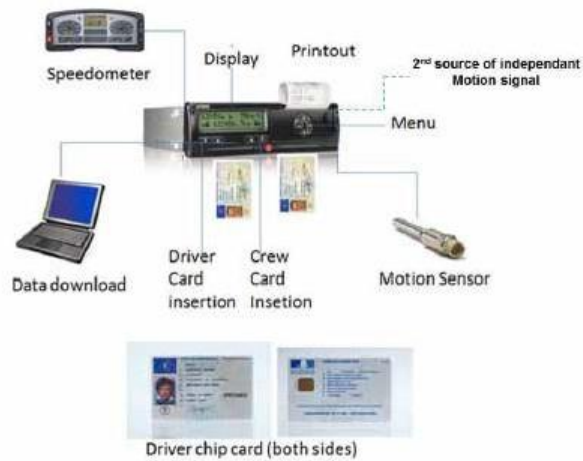 Speedometer
Display
Printout
2nd source of independant
Motion signal
Menu
Data download
Driver
Card
insertion
Crew
Card
Insetion
Motion Sensor
Driver chip card (both sides)